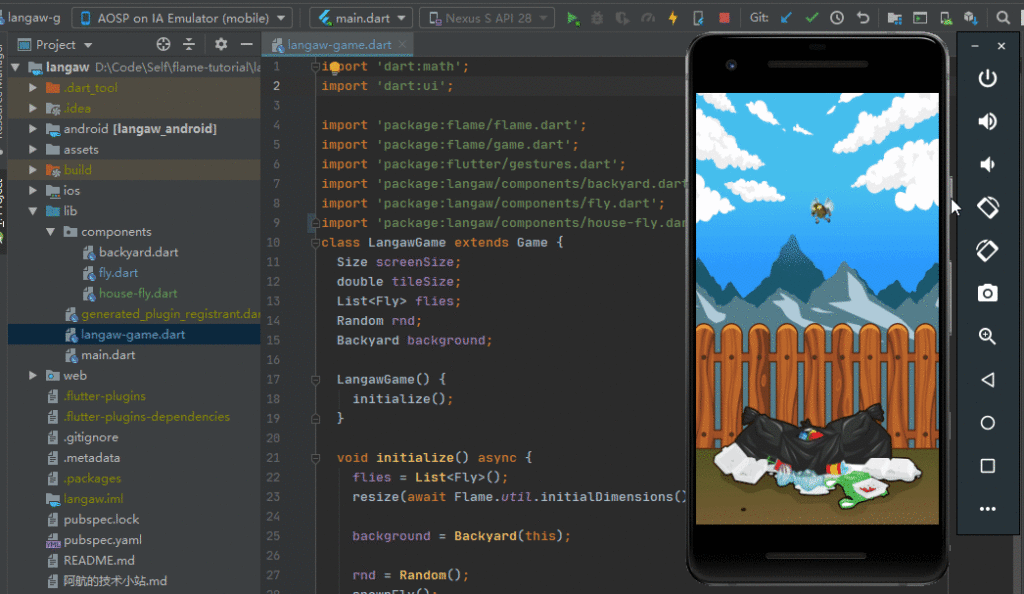 langaw-g
AOSP on IA Emulator (mobile)
main.dart
Nexus S API 28
Git:
Project
langaw-game.dart
langaw D:\Code\Self\flame-tutorial\la
.dart_tool
.idea
android [langaw_android]
assets
build
ios
lib
components
backyard.dart
fly.dart
house-fly.dart
generated_plugin_registrant.dar
langaw-game.dart
main.dart
web
.flutter-plugins
.flutter-plugins-dependencies
.gitignore
.metadata
.packages
langaw.iml
pubspec.lock
pubspec.yaml
README.md
阿航的技术小站.md
1 import 'dart:math';
2 import 'dart:ui';
3
4 import 'package:flame/flame.dart';
5 import 'package:flame/game.dart';
6 import 'package:flutter/gestures.dart';
7 import 'package:langaw/components/backyard.dart
8 import 'package:langaw/components/fly.dart';
9 import 'package:langaw/components/house-fly.dar
10 class LangawGame extends Game {
11 Size screenSize;
12 double tileSize;
13 List<Fly> flies;
14 Random rnd;
15 Backyard background;
16
17 LangawGame() {
18 initialize();
19 }
20
21 void initialize() async {
22 flies = List<Fly>();
23 resize(await Flame.util.initialDimensions()
24
25 background = Backyard(this);
26
27 rnd = Random();
28 spawnFly();